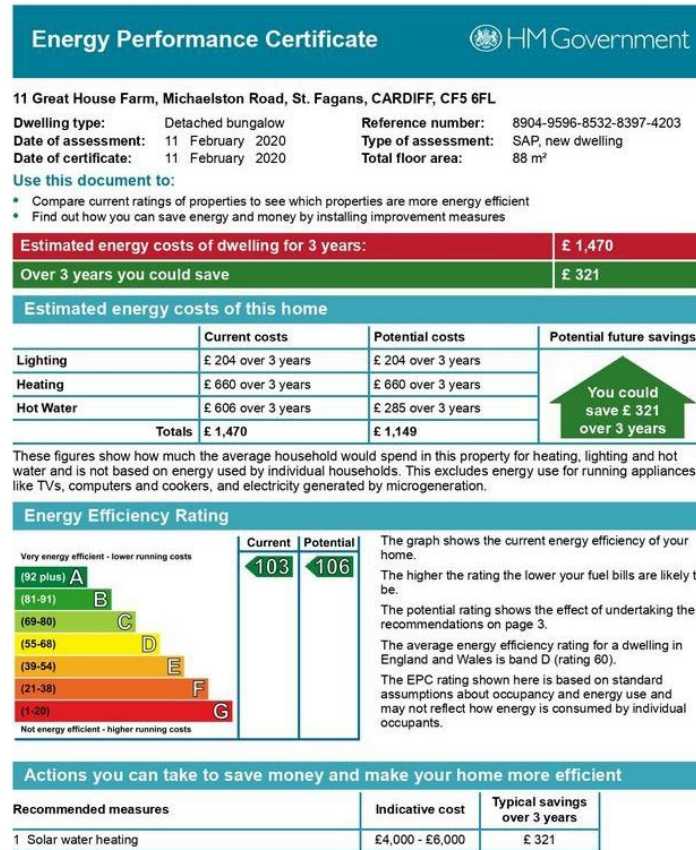 Energy Performance Certificate
HM Government
11 Great House Farm, Michaelston Road, St. Fagans, CARDIFF, CF5 6FL
Dwelling type: Detached bungalow Reference number: 8904-9596-8532-8397-4203
Date of assessment: 11 February 2020 Type of assessment: SAP, new dwelling
Date of certificate: 11 February 2020 Total floor area: 88 m²
Use this document to:
• Compare current ratings of properties to see which properties are more energy efficient
• Find out how you can save energy and money by installing improvement measures
Estimated energy costs of dwelling for 3 years: £ 1,470
Over 3 years you could save £ 321
Estimated energy costs of this home
Current costs Potential costs Potential future savings
Lighting £ 204 over 3 years £ 204 over 3 years
Heating £ 660 over 3 years £ 660 over 3 years
Hot Water £ 606 over 3 years £ 285 over 3 years
Totals £ 1,470 £ 1,149
You could
save £ 321
over 3 years
These figures show how much the average household would spend in this property for heating, lighting and hot
water and is not based on energy used by individual households. This excludes energy use for running appliances
like TVs, computers and cookers, and electricity generated by microgeneration.
Energy Efficiency Rating
Current Potential
Very energy efficient - lower running costs
(92 plus) A 103 106
(81-91) B
(69-80) C
(55-68) D
(39-54) E
(21-38) F
(1-20) G
Not energy efficient - higher running costs
The graph shows the current energy efficiency of your
home.
The higher the rating the lower your fuel bills are likely t
be.
The potential rating shows the effect of undertaking the
recommendations on page 3.
The average energy efficiency rating for a dwelling in
England and Wales is band D (rating 60).
The EPC rating shown here is based on standard
assumptions about occupancy and energy use and
may not reflect how energy is consumed by individual
occupants.
Actions you can take to save money and make your home more efficient
Recommended measures Indicative cost Typical savings
over 3 years
1 Solar water heating £4,000 - £6,000 £ 321